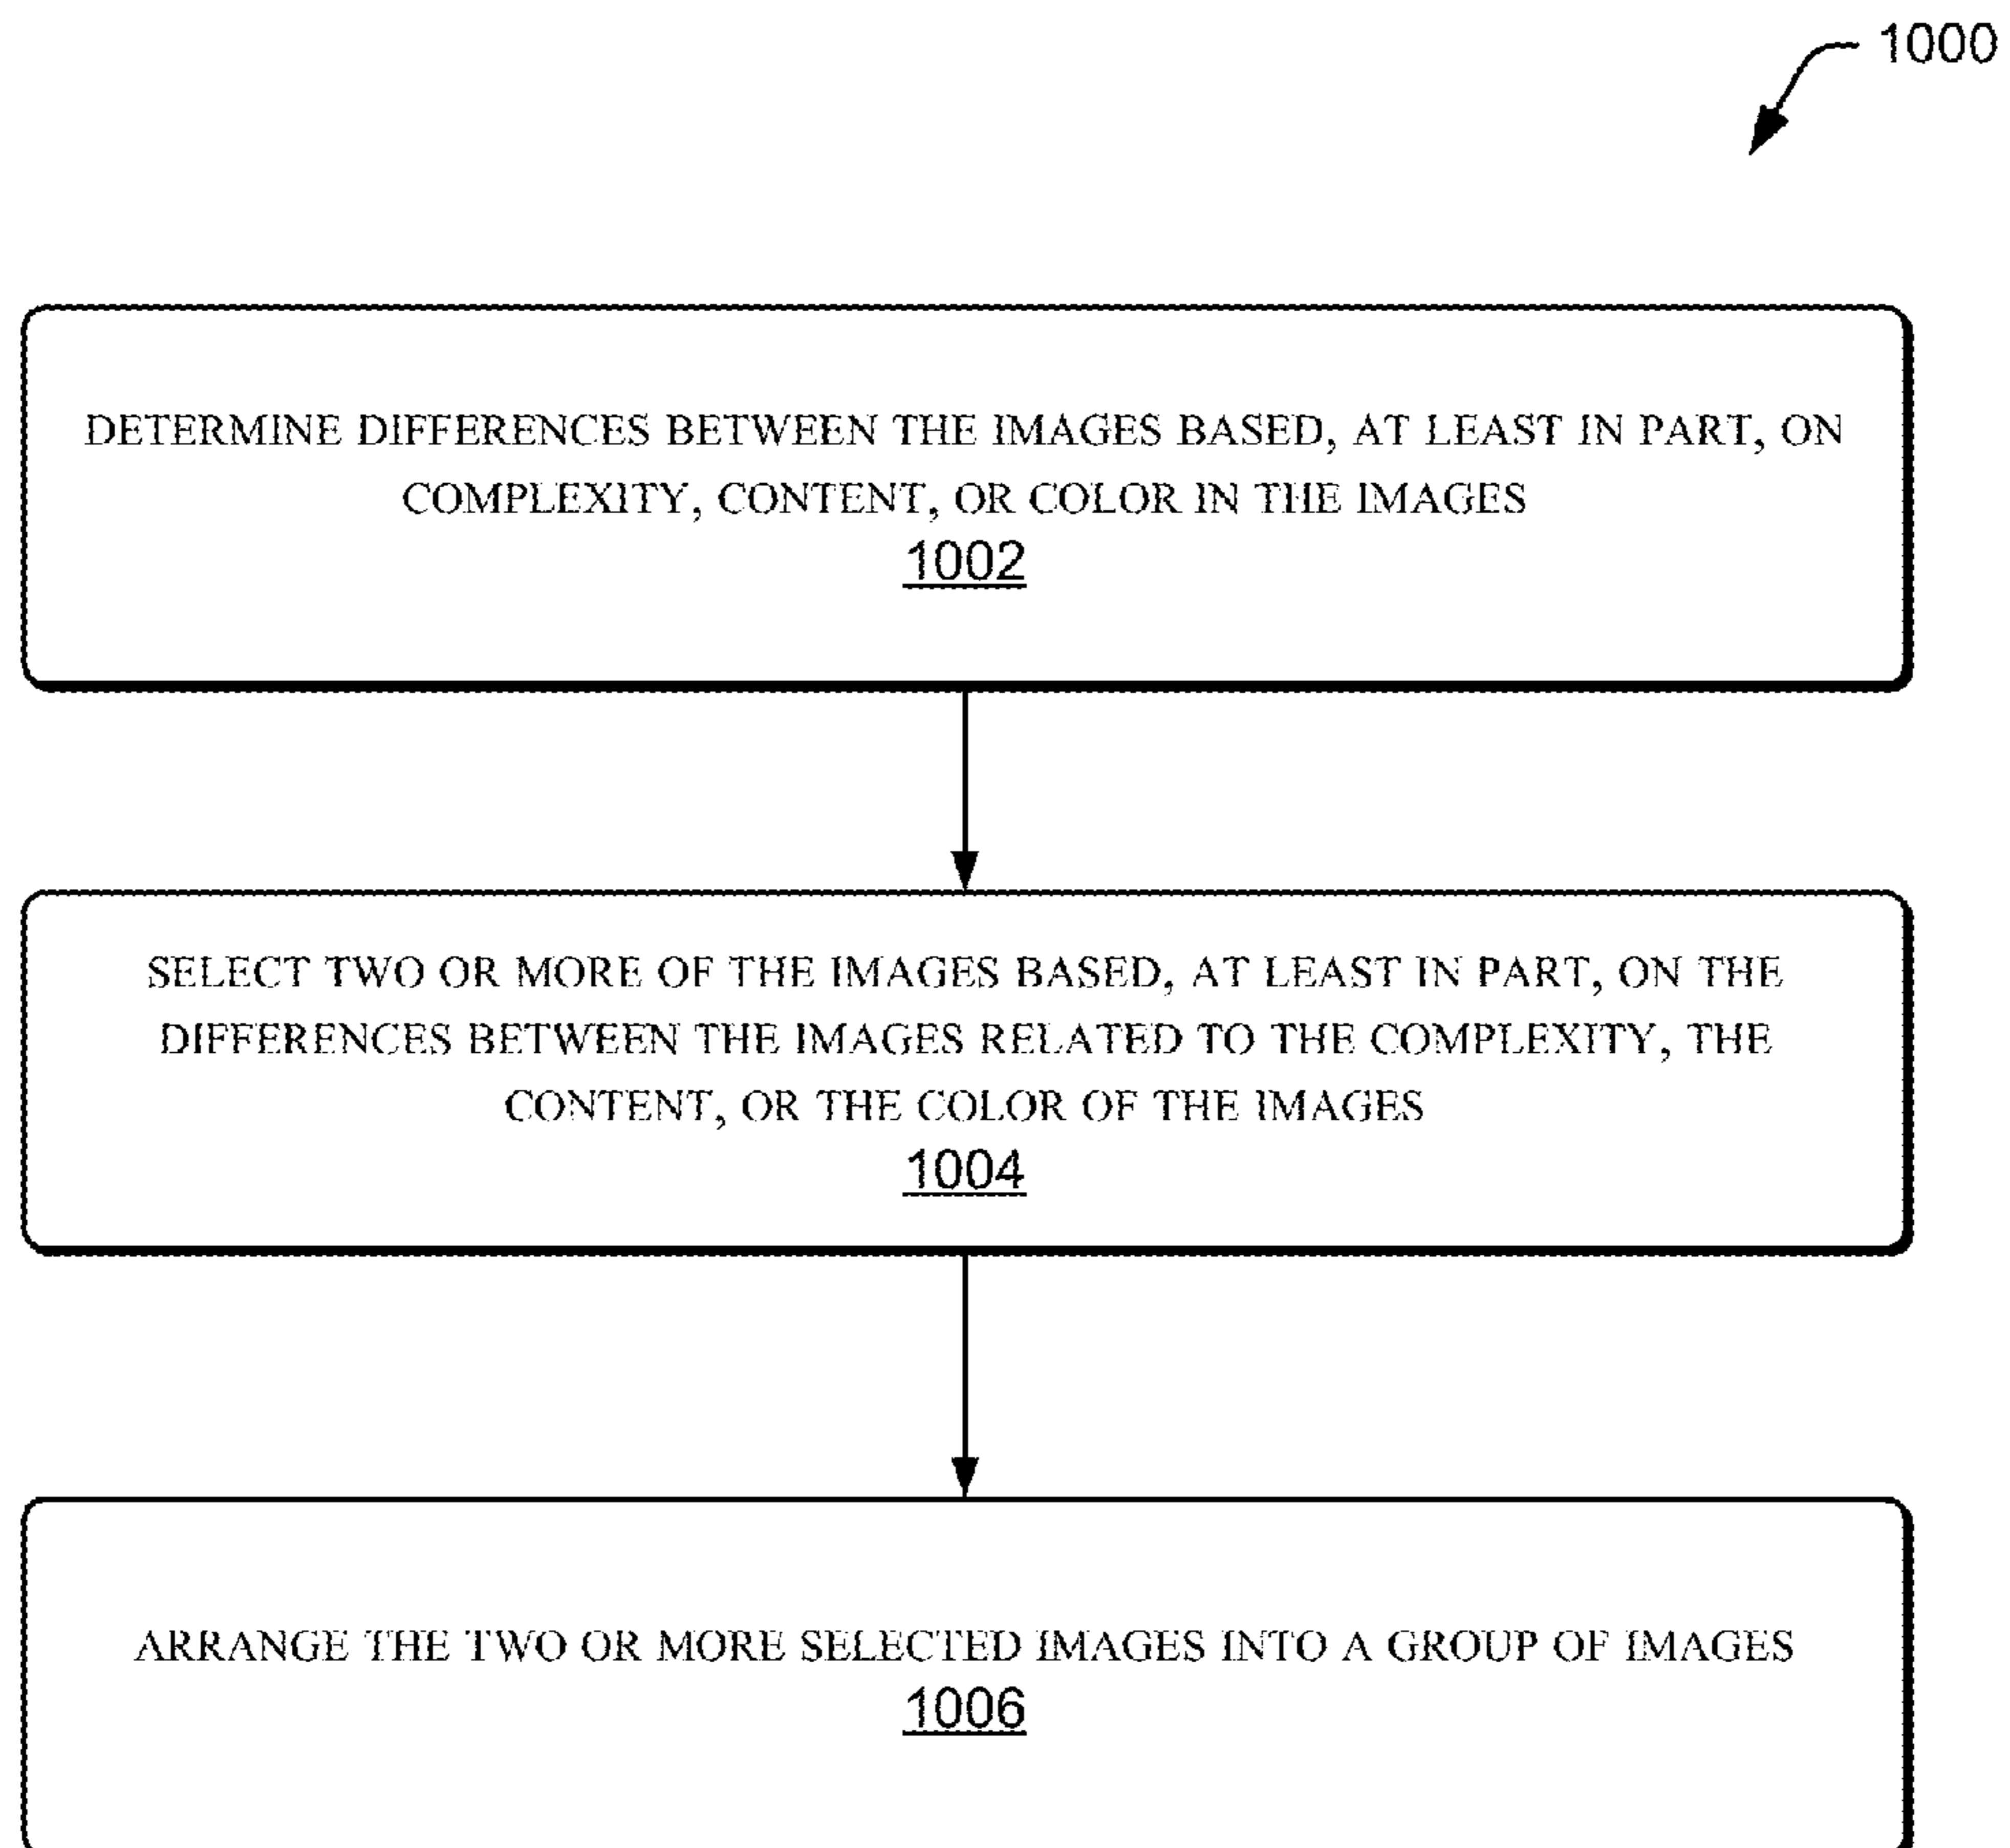 1000
DETERMINE DIFFERENCES BETWEEN THE IMAGES BASED, AT LEAST IN PART, ON
COMPLEXITY, CONTENT, OR COLOR IN THE IMAGES
1002
SELECT TWO OR MORE OF THE IMAGES BASED, AT LEAST IN PART, ON THE
DIFFERENCES BETWEEN THE IMAGES RELATED TO THE COMPLEXITY, THE
CONTENT, OR THE COLOR OF THE IMAGES
1004
ARRANGE THE TWO OR MORE SELECTED IMAGES INTO A GROUP OF IMAGES
1006